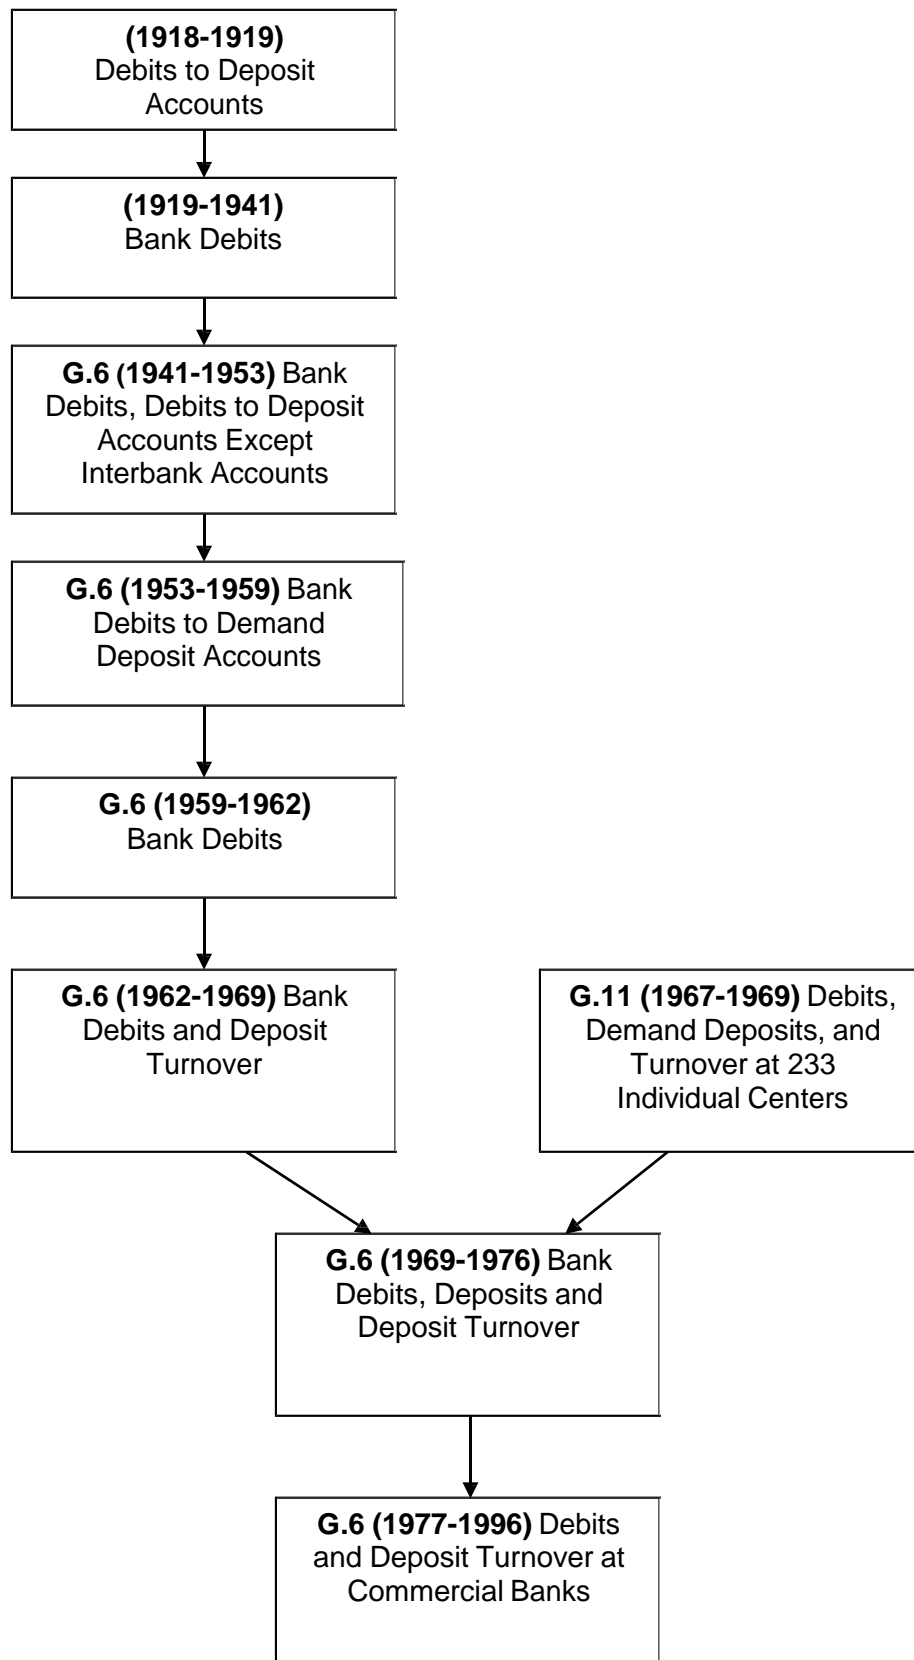 (1918-1919)
Debits to Deposit
Accounts
(1919-1941)
Bank Debits
G.6 (1941-1953) Bank
Debits, Debits to Deposit
Accounts Except
Interbank Accounts
G.6 (1953-1959) Bank
Debits to Demand
Deposit Accounts
G.6 (1959-1962)
Bank Debits
G.6 (1962-1969) Bank
Debits and Deposit
Turnover
G.11 (1967-1969) Debits,
Demand Deposits, and
Turnover at 233
Individual Centers
G.6 (1969-1976) Bank
Debits, Deposits and
Deposit Turnover
G.6 (1977-1996) Debits
and Deposit Turnover at
Commercial Banks